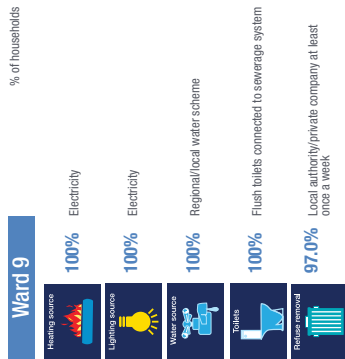 Ward 9
% of households
Heating source
100% Electricity
Lighting source
100% Electricity
Water source
100% Regional/local water scheme
Toilets
100% Flush toilets connected to sewerage system
Refuse removal
97.0% Local authority/private company at least
once a week